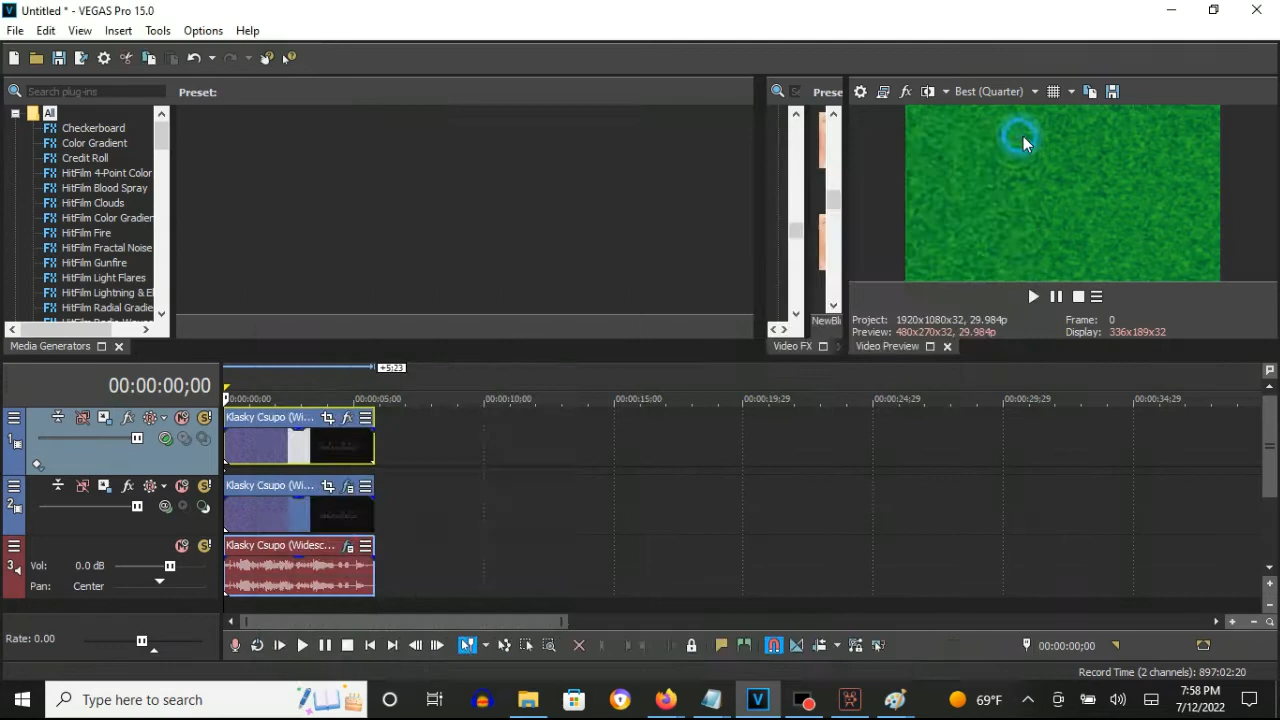 Untitled * - VEGAS Pro 15.0
File Edit View Insert Tools Options Help
Search plug-ins
Preset:
Prese
Best (Quarter)
All
Checkerboard
Color Gradient
Credit Roll
HitFilm 4-Point Color
HitFilm Blood Spray
HitFilm Clouds
HitFilm Color Gradien
HitFilm Fire
HitFilm Fractal Noise
HitFilm Gunfire
HitFilm Light Flares
HitFilm Lightning & El
HitFilm Radial Gradie
NewBl
Project: 1920x1080x32, 29.984p
Frame: 0
Preview: 480x270x32, 29.984p
Display: 336x189x32
Media Generators
Video FX
Video Preview
+5:23
00:00:00;00
00:00:00;00 00:00:05;00 00:00:10;00 00:00:15;00 00:00:19;29 00:00:24;29 00:00:29;29 00:00:34;29
1
Klasky Csupo (Wi...
2
Klasky Csupo (Wi...
3
Klasky Csupo (Widesc...
Vol: 0.0 dB
Pan: Center
Rate: 0.00
00:00:00;00
Record Time (2 channels): 897:02:20
Type here to search
69°F
7:58 PM
7/12/2022